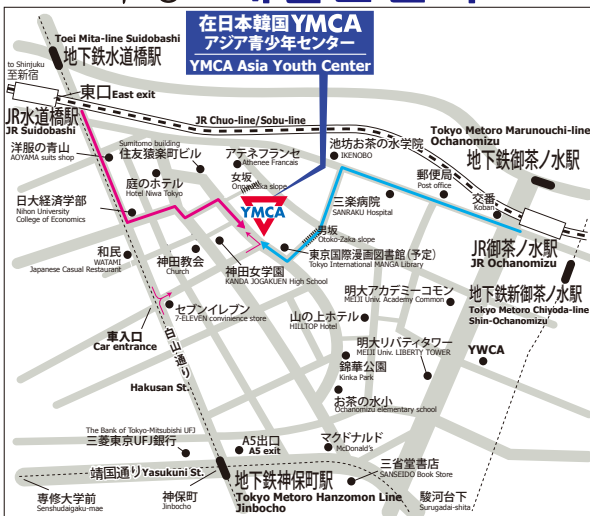 在日本韓国YMCA
アジア青少年センター
YMCA Asia Youth Center
Toei Mita-line Suidobashi
地下鉄水道橋駅
to Shinjuku
至新宿
東口East exit
JR水道橋駅
JR Suidobashi
JR Chuo-line/Sobu-line
Tokyo Metoro Marunouchi-line
Ochanomizu
地下鉄御茶ノ水駅
洋服の青山
AOYAMA suits shop
Sumitomo building
住友猿楽町ビル
アテネフランセ
Athenee Francais
池坊お茶の水学院
IKENOBO
郵便局
Post office
交番
Koban
庭のホテル
Hotel Niwa Tokyo
女坂
Onna-Zaka slope
三楽病院
SANRAKU Hospital
日大経済学部
Nihon University
College of Economics
YMCA
男坂
Otoko-Zaka slope
JR御茶ノ水駅
JR Ochanomizu
和民
WATAMI
Japanese Casual Restaurant
神田教会
Church
神田女学園
KANDA JOGAKUEN High School
東京国際漫画図書館(予定)
Tokyo International MANGA Library
地下鉄新御茶ノ水駅
Tokyo Metoro Chiyoda-line
Shin-Ochanomizu
明大アカデミーコモン
MEIJI Univ. Academy Common
セブンイレブン
7-ELEVEN convinience store
山の上ホテル
HILLTOP Hotel
車入口
Car entrance
白山通り
Hakusan St.
明大リバティタワー
MEIJI Univ. LIBERTY TOWER
YWCA
錦華公園
Kinka Park
お茶の水小
Ochanomizu elementary school
The Bank of Tokyo-Mitsubishi UFJ
三菱東京UFJ銀行
A5出口
A5 exit
マクドナルド
McDonald's
三省堂書店
SANSEIDO Book Store
靖国通りYasukuni St.
地下鉄神保町駅
Tokyo Metoro Hanzomon Line
Jinbocho
専修大学前
Senshudaigaku-mae
神保町
Jinbocho
駿河台下
Surugadai-shita